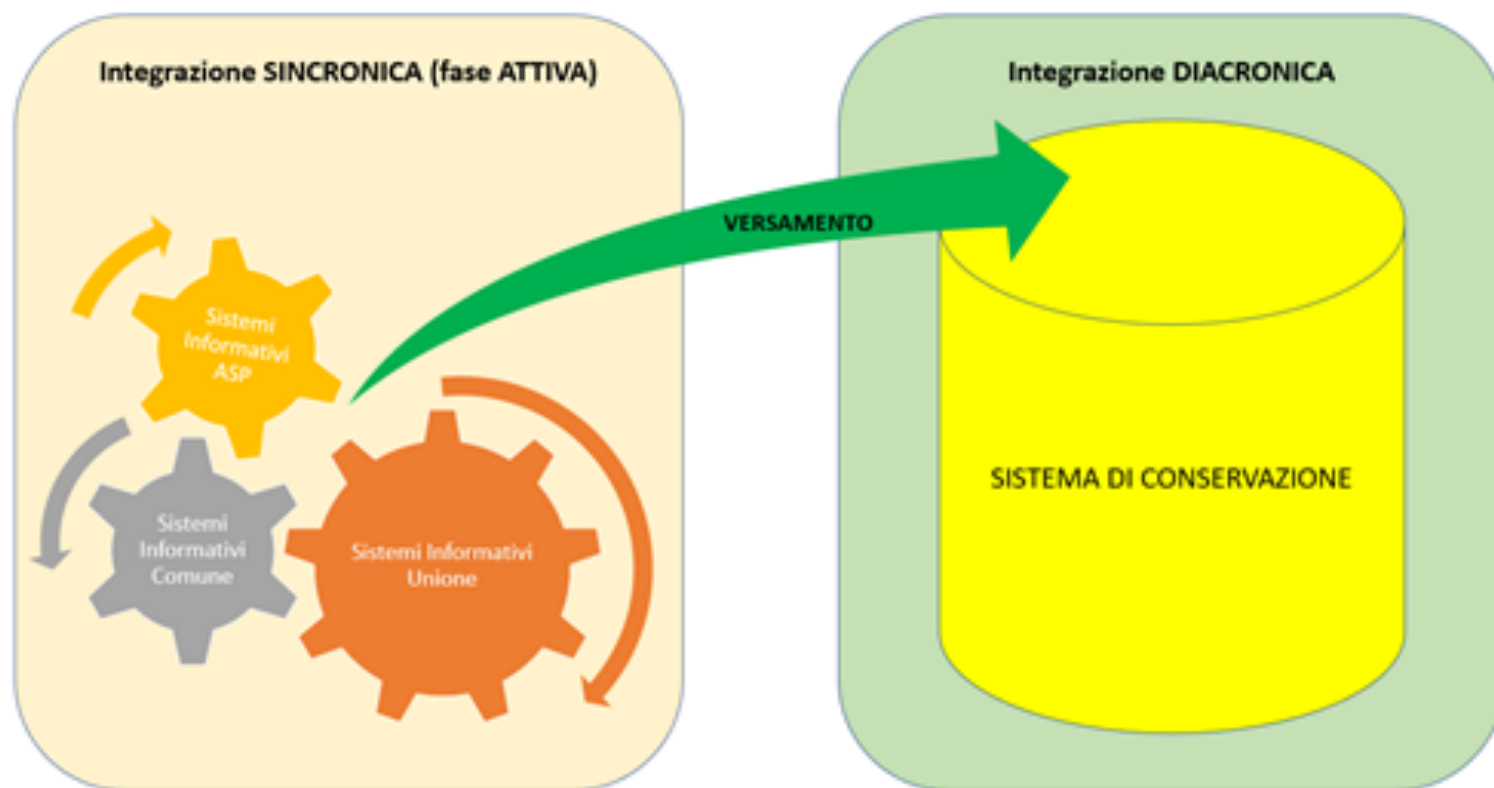 Integrazione SINCRONICA (fase ATTIVA)
Integrazione DIACRONICA
VERSAMENTO
Sistemi
Informativi
ASP
Sistemi
Informativi
Comune
Sistemi Informativi
Unione
SISTEMA DI CONSERVAZIONE